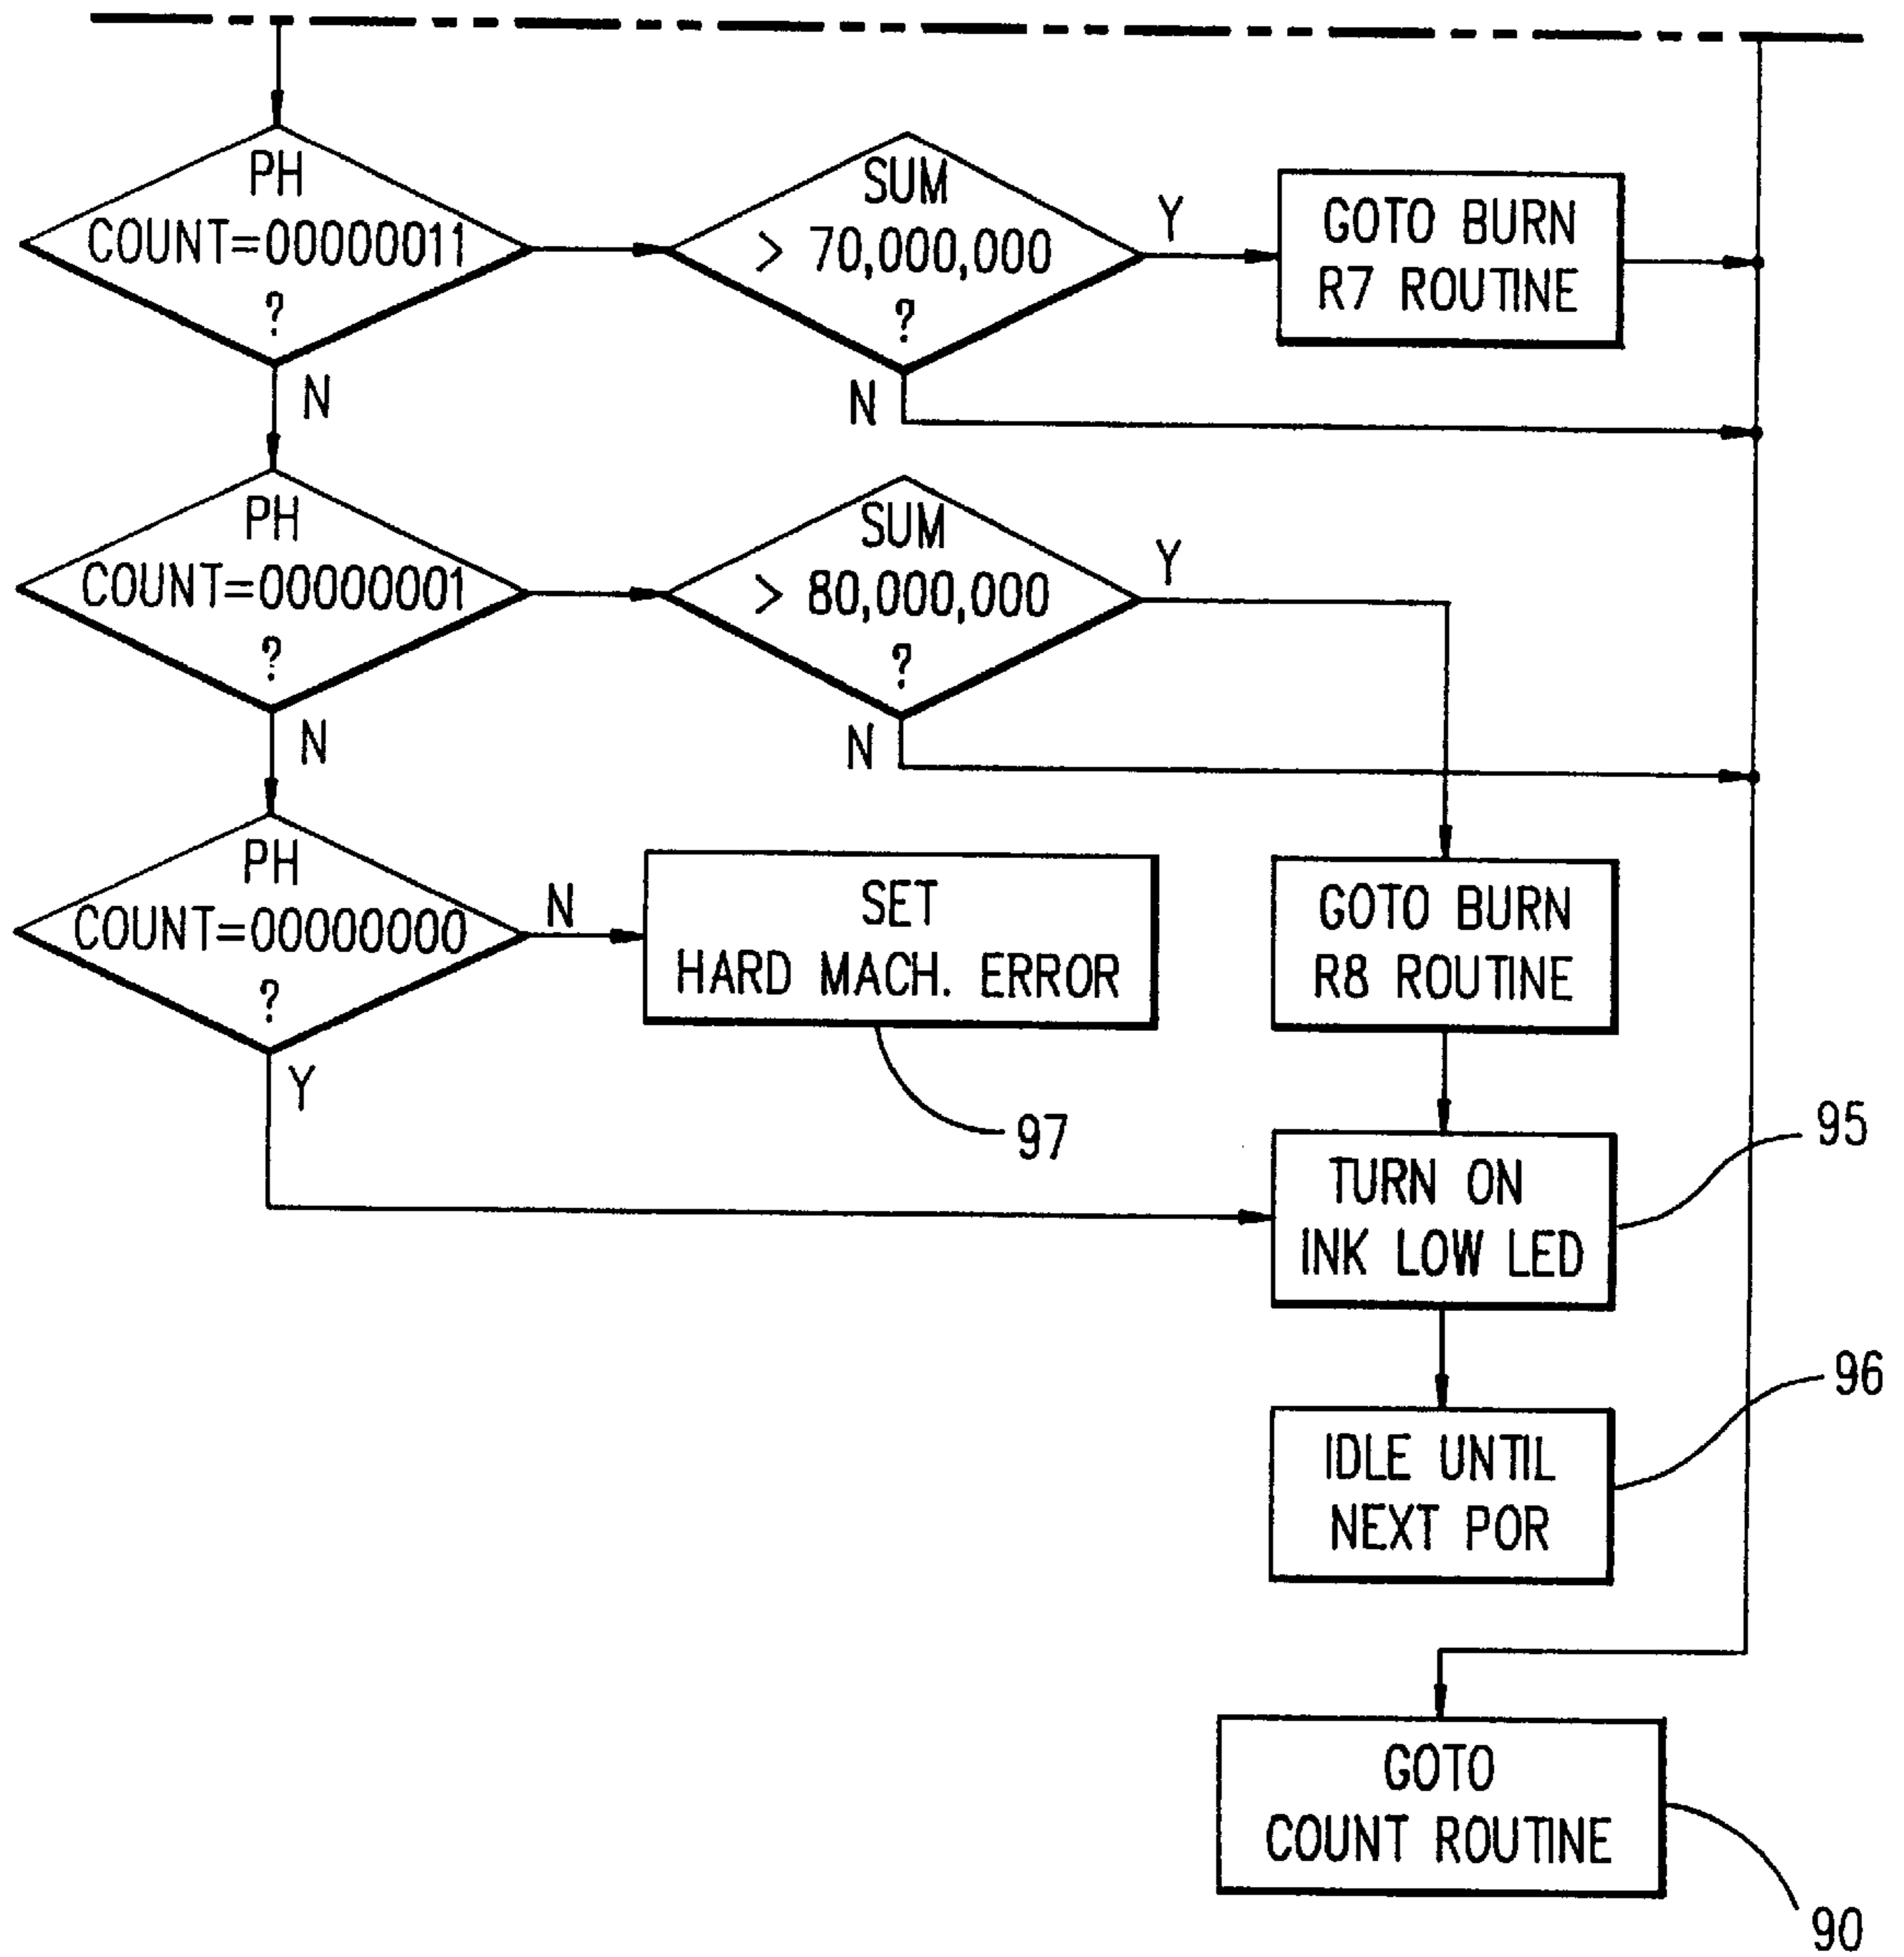 PH
COUNT=00000011
?
N
SUM
> 70,000,000
?
Y
N
GOTO BURN
R7 ROUTINE
PH
COUNT=00000001
?
N
SUM
> 80,000,000
?
Y
N
PH
COUNT=00000000
?
N
Y
SET
HARD MACH. ERROR
97
GOTO BURN
R8 ROUTINE
TURN ON
INK LOW LED
95
IDLE UNTIL
NEXT POR
96
GOTO
COUNT ROUTINE
90